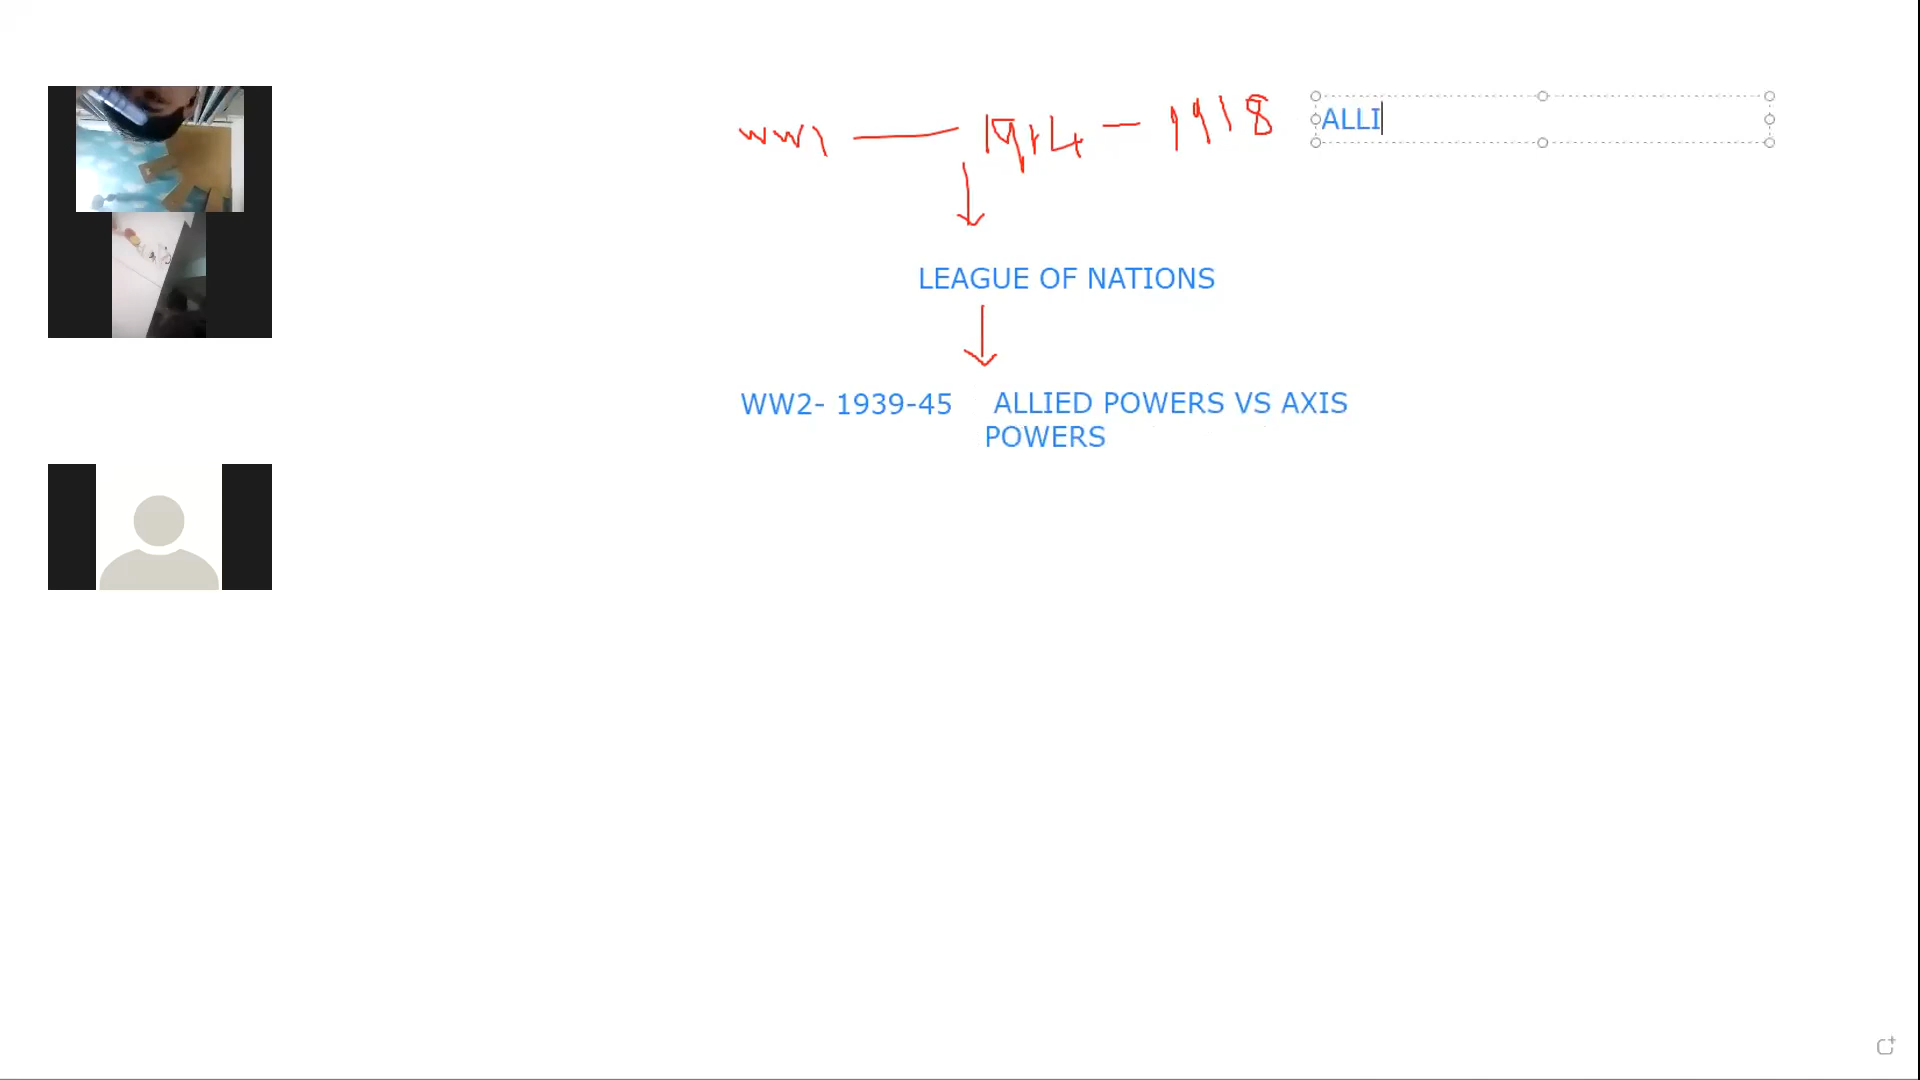 WW1 — 1914 - 1918 ALLI
LEAGUE OF NATIONS
WW2- 1939-45 ALLIED POWERS VS AXIS
POWERS